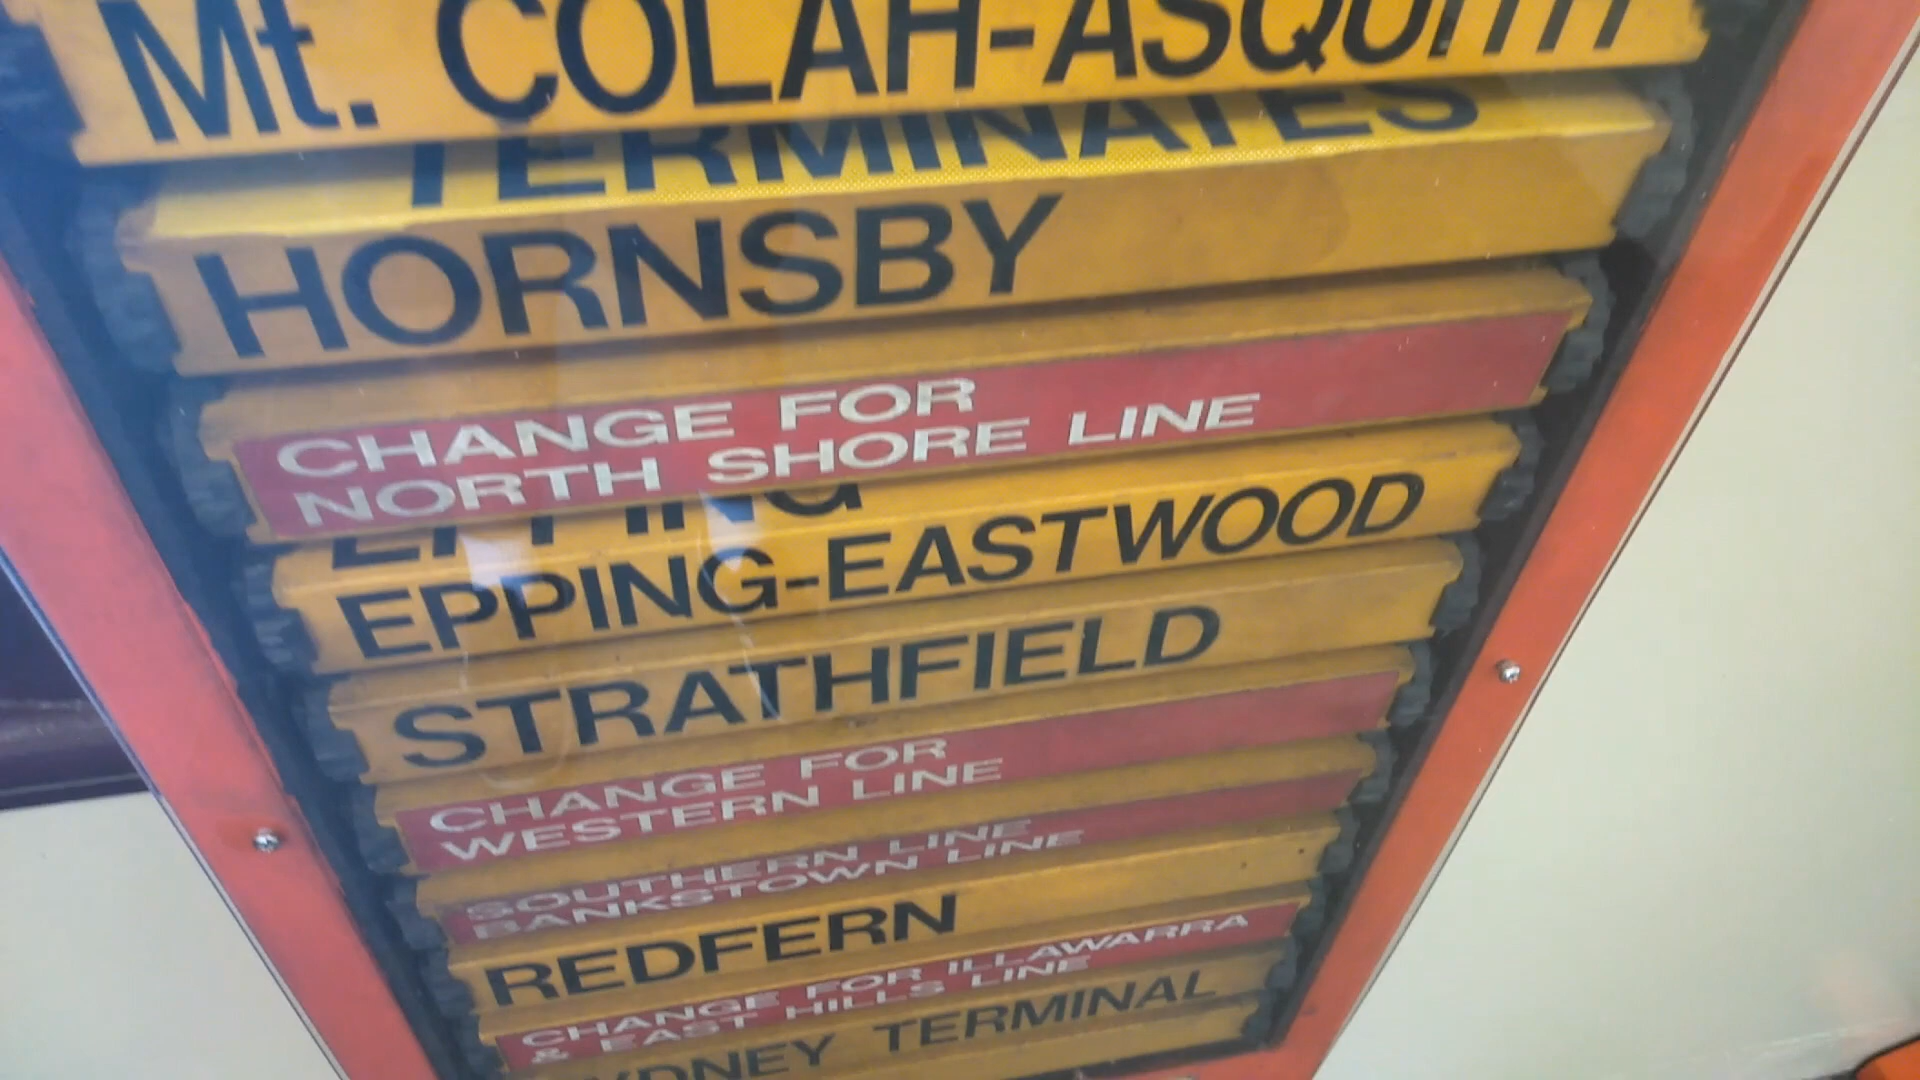 Mt. COLAH-ASQUITH
TERMINATES
HORNSBY
CHANGE FOR
NORTH SHORE LINE
EPPING
EPPING-EASTWOOD
STRATHFIELD
CHANGE FOR
WESTERN LINE
SOUTHERN LINE
BANKSTOWN LINE
REDFERN
CHANGE FOR ILLAWARRA
& EAST HILLS LINE
SYDNEY TERMINAL